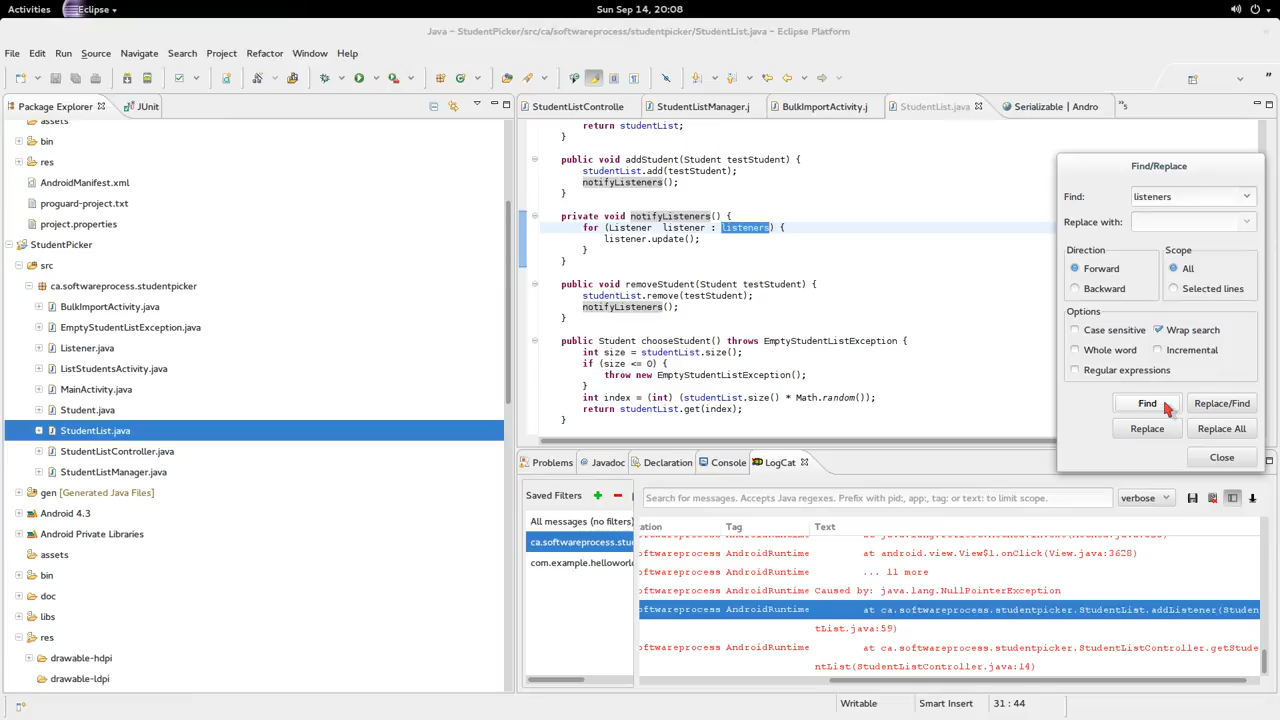 Activities Eclipse Sun Sep 14, 20:08
Java – StudentPicker/src/ca/softwareprocess/studentpicker/StudentList.java – Eclipse Platform
File Edit Run Source Navigate Search Project Refactor Window Help
Package Explorer JUnit
assets
bin
res
AndroidManifest.xml
proguard-project.txt
project.properties
StudentPicker
src
ca.softwareprocess.studentpicker
BulkImportActivity.java
EmptyStudentListException.java
Listener.java
ListStudentsActivity.java
MainActivity.java
Student.java
StudentList.java
StudentListController.java
StudentListManager.java
gen [Generated Java Files]
Android 4.3
Android Private Libraries
assets
bin
doc
libs
res
drawable-hdpi
drawable-ldpi
StudentListControlle StudentListManager.j BulkImportActivity.j StudentList.java Serializable | Andro »5
return studentList;
}
public void addStudent(Student testStudent) {
studentList.add(testStudent);
notifyListeners();
}
private void notifyListeners() {
for (Listener listener : listeners) {
listener.update();
}
}
public void removeStudent(Student testStudent) {
studentList.remove(testStudent);
notifyListeners();
}
public Student chooseStudent() throws EmptyStudentListException {
int size = studentList.size();
if (size <= 0) {
throw new EmptyStudentListException();
}
int index = (int) (studentList.size() * Math.random());
return studentList.get(index);
}
Find/Replace
Find: listeners
Replace with:
Direction Scope
Forward All
Backward Selected lines
Options
Case sensitive Wrap search
Whole word Incremental
Regular expressions
Find Replace/Find
Replace Replace All
Close
Problems Javadoc Declaration Console LogCat
Saved Filters
All messages (no filters)
ca.softwareprocess.stu
com.example.helloworl
Search for messages. Accepts Java regexes. Prefix with pid:, app:, tag: or text: to limit scope. verbose
ation Tag Text
oftwareprocess AndroidRuntime at android.view.View$1.onClick(View.java:3628)
oftwareprocess AndroidRuntime ... 11 more
oftwareprocess AndroidRuntime Caused by: java.lang.NullPointerException
oftwareprocess AndroidRuntime at ca.softwareprocess.studentpicker.StudentList.addListener(Studen
tList.java:59)
oftwareprocess AndroidRuntime at ca.softwareprocess.studentpicker.StudentListController.getStude
ntList(StudentListController.java:14)
Writable Smart Insert 31 : 44